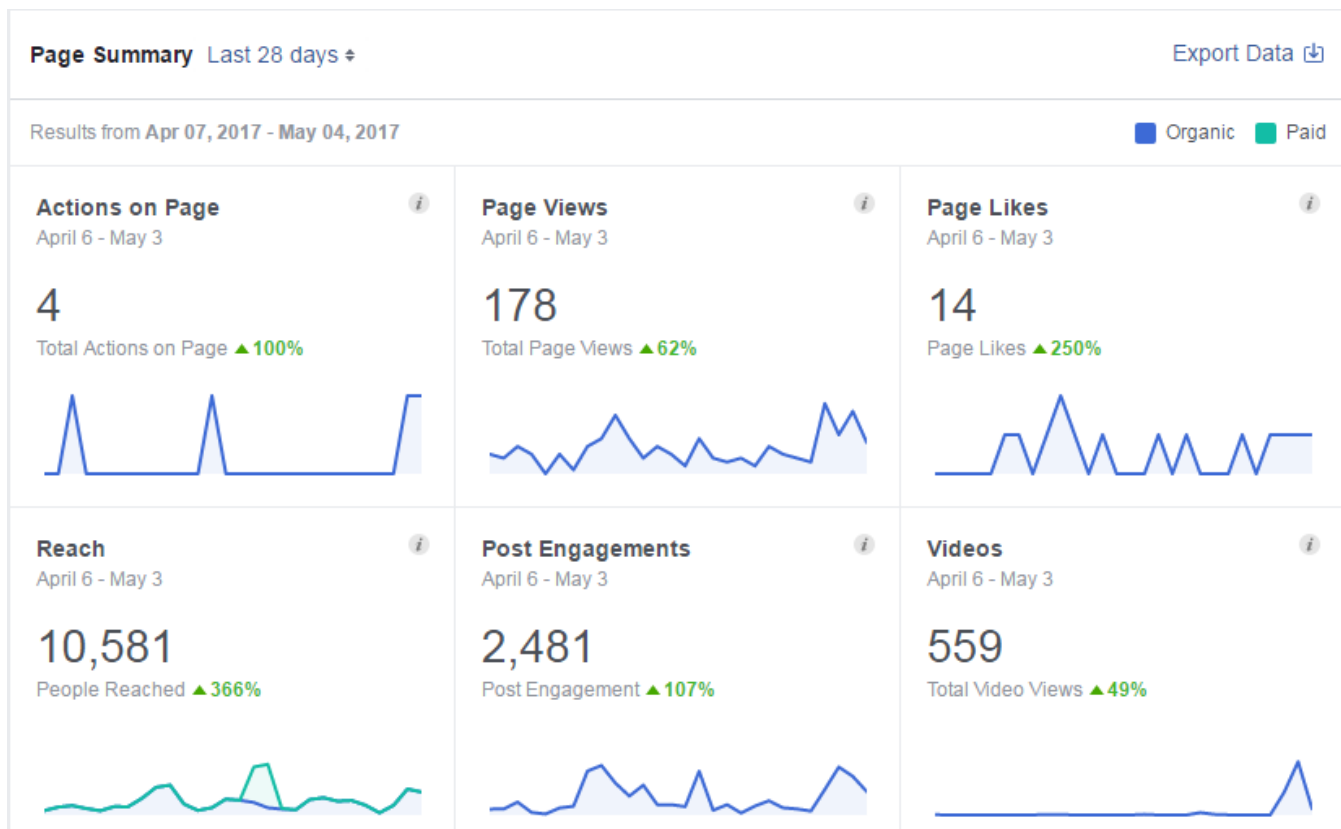 Page Summary Last 28 days
Export Data
Results from Apr 07, 2017 - May 04, 2017
Organic Paid
Actions on Page
April 6 - May 3
4
Total Actions on Page 100%
Page Views
April 6 - May 3
178
Total Page Views 62%
Page Likes
April 6 - May 3
14
Page Likes 250%
Reach
April 6 - May 3
10,581
People Reached 366%
Post Engagements
April 6 - May 3
2,481
Post Engagement 107%
Videos
April 6 - May 3
559
Total Video Views 49%